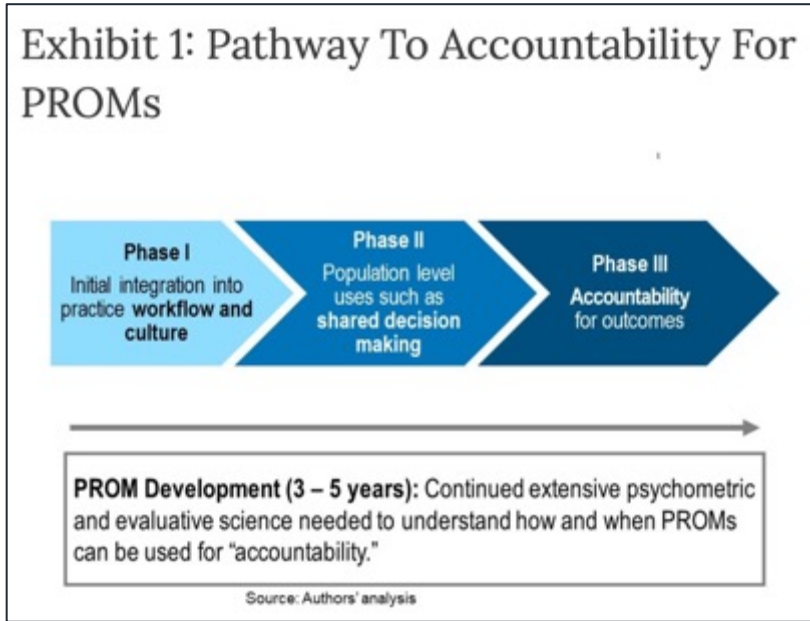 Exhibit 1: Pathway To Accountability For
PROMs
Phase I
Initial integration into
practice workflow and
culture
Phase II
Population level
uses such as
shared decision
making
Phase III
Accountability
for outcomes
PROM Development (3 – 5 years): Continued extensive psychometric
and evaluative science needed to understand how and when PROMs
can be used for “accountability.”
Source: Authors' analysis